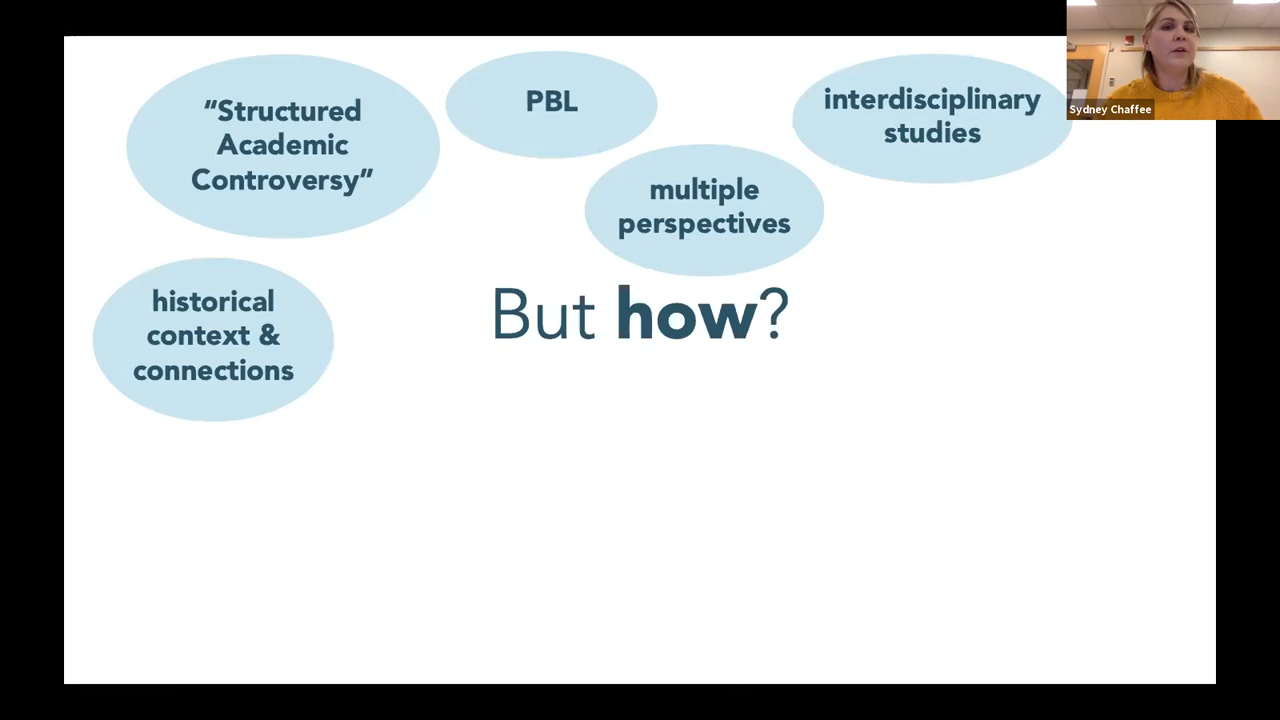 “Structured
Academic
Controversy”
PBL
interdisciplinary
studies
Sydney Chaffee
multiple
perspectives
historical
context &
connections
But how?